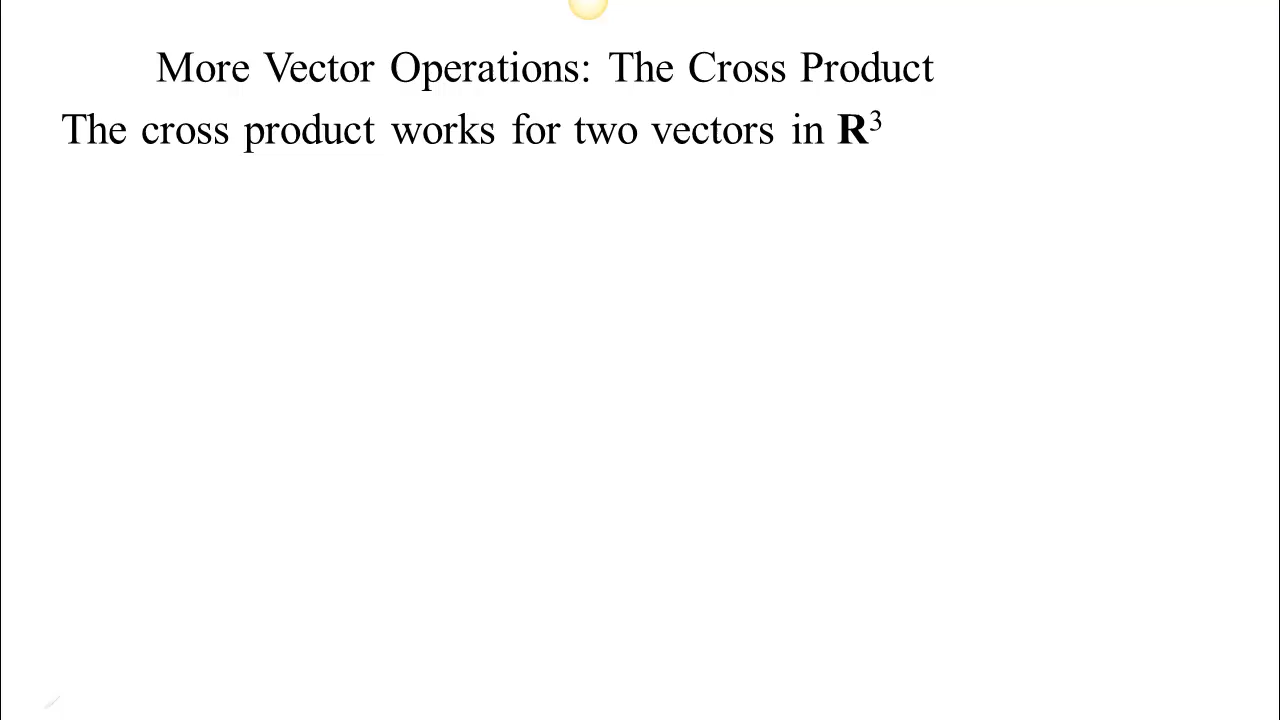 More Vector Operations: The Cross Product
The cross product works for two vectors in R³